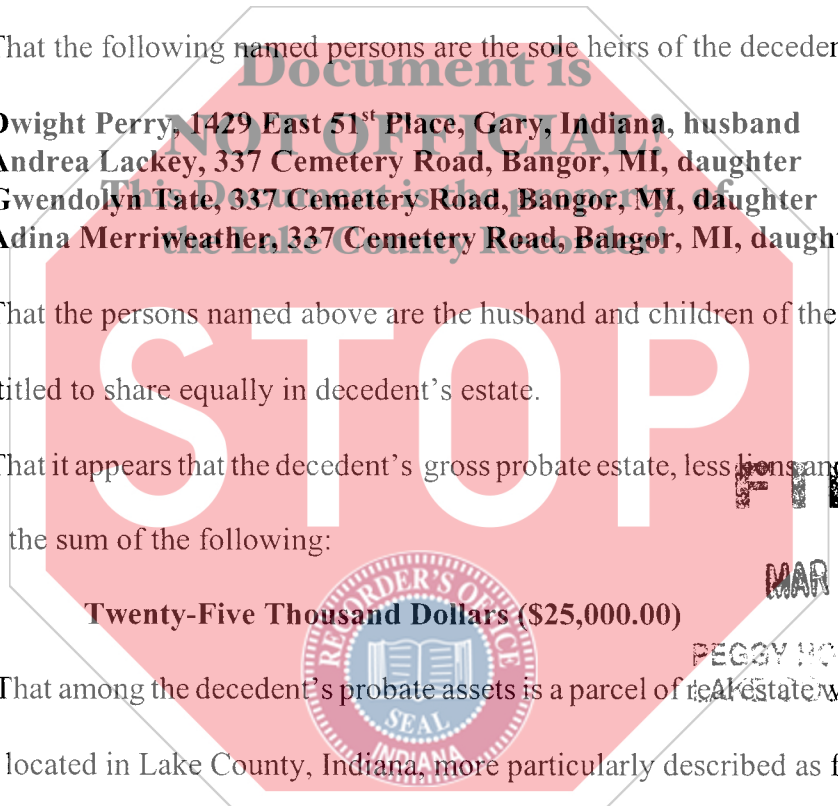 That the following named persons are the sole heirs of the deceden
Document is
Dwight Perry, 1429 East 51st Place, Gary, Indiana, husband
NOT OFFICIAL!
Andrea Lackey, 337 Cemetery Road, Bangor, MI, daughter
This Document is the property of
Gwendolyn Tate, 337 Cemetery Road, Bangor, MI, daughter
the Lake County Recorder!
Adina Merriweather, 337 Cemetery Road, Bangor, MI, daught
That the persons named above are the husband and children of the
STOP
titled to share equally in decedent's estate.
That it appears that the decedent's gross probate estate, less liens an
the sum of the following:
MAR
Twenty-Five Thousand Dollars ($25,000.00)
PEGGY
That among the decedent's probate assets is a parcel of real estate w
LAKE
located in Lake County, Indiana, more particularly described as f
RECORDER'S OFFICE
SEAL
INDIANA